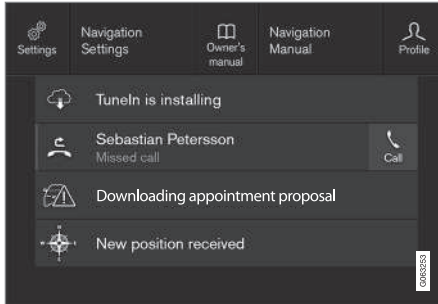 Settings
Navigation
Settings
Owner's
manual
Navigation
Manual
Profile
TuneIn is installing
Sebastian Petersson
Missed call
Call
Downloading appointment proposal
New position received
G063253